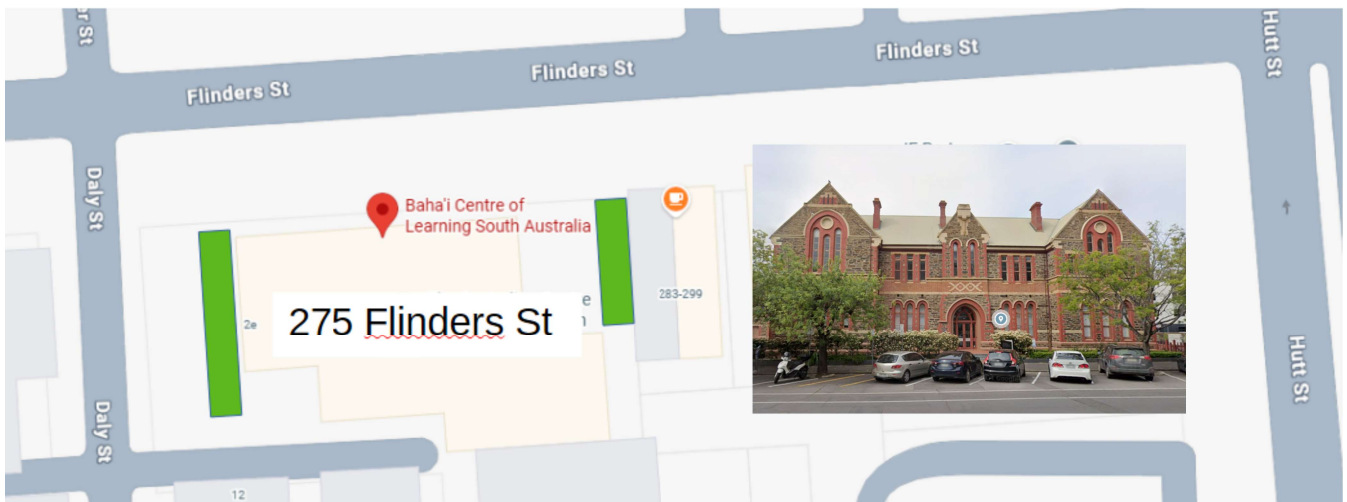 Flinders St
Flinders St
Flinders St
Hutt St
Daly St
Baha'i Centre of
Learning South Australia
283-299
2e
275 Flinders St
Hutt St
Daly St
12